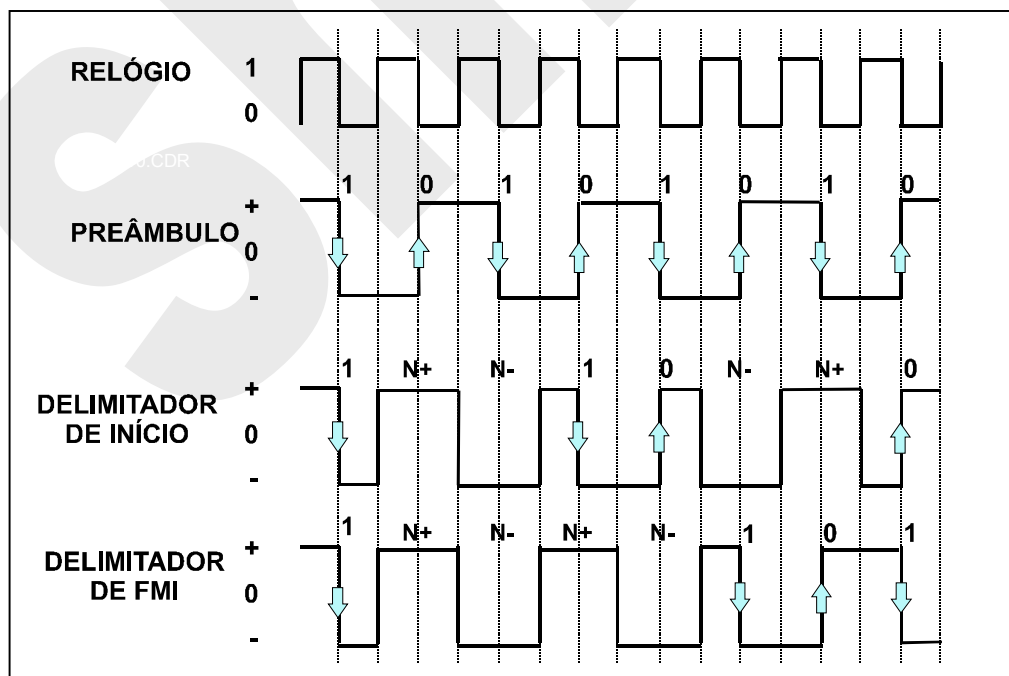 RELÓGIO 1
0
.CDR
1 0 1 0 1 0 1 0
+
PREÂMBULO 0
-
1 N+ N- 1 0 N- N+ 0
+
DELIMITADOR
DE INÍCIO 0
-
1 N+ N- N+ N- 1 0 1
+
DELIMITADOR
DE FMI 0
-